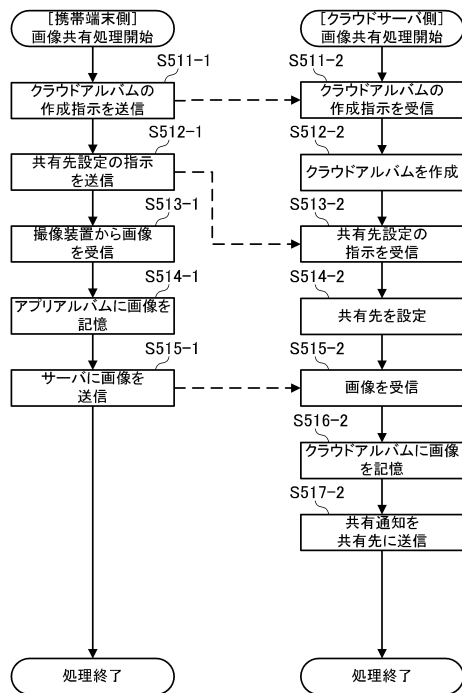 [携帯端末側]
画像共有処理開始
S511-1
クラウドアルバムの
作成指示を送信
S512-1
共有先設定の指示
を送信
S513-1
撮像装置から画像
を受信
S514-1
アプリアルバムに画像を
記憶
S515-1
サーバに画像を
送信
処理終了
[クラウドサーバ側]
画像共有処理開始
S511-2
クラウドアルバムの
作成指示を受信
S512-2
クラウドアルバムを作成
S513-2
共有先設定の
指示を受信
S514-2
共有先を設定
S515-2
画像を受信
S516-2
クラウドアルバムに画像
を記憶
S517-2
共有通知を
共有先に送信
処理終了